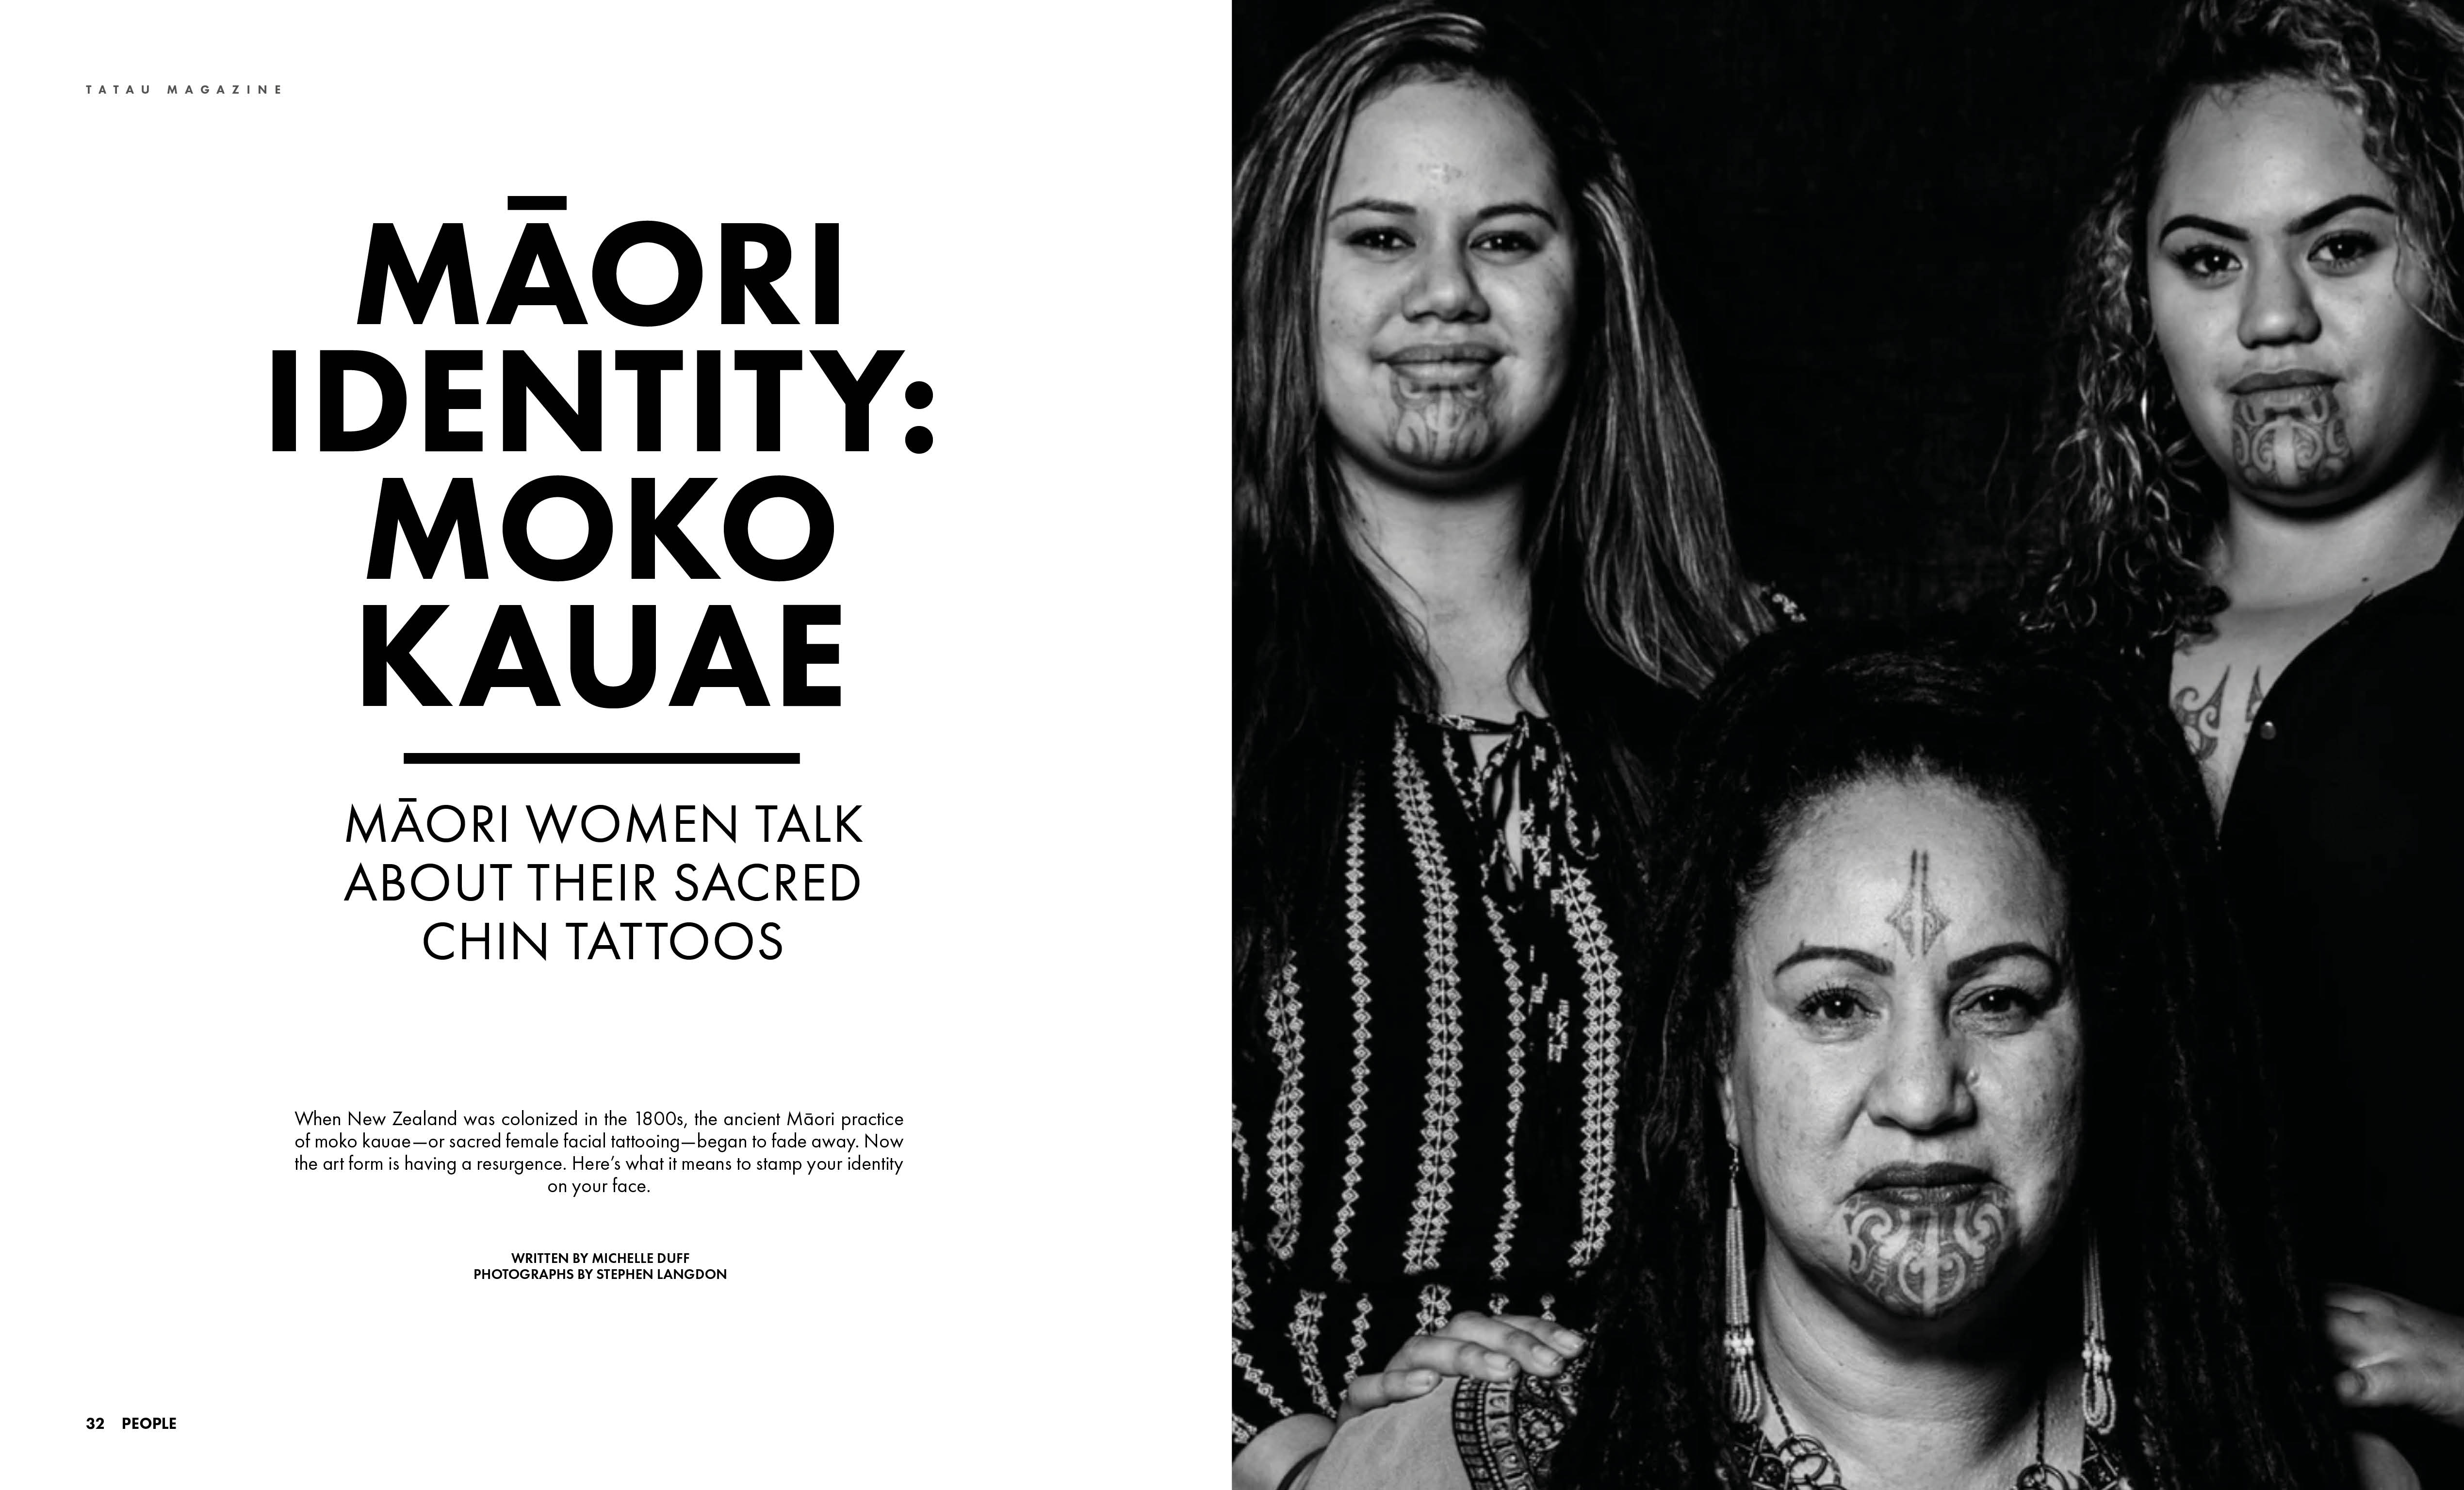 TATAU MAGAZINE
MĀORI
IDENTITY:
MOKO
KAUAE
MĀORI WOMEN TALK
ABOUT THEIR SACRED
CHIN TATTOOS
When New Zealand was colonized in the 1800s, the ancient Māori practice
of moko kauae—or sacred female facial tattooing—began to fade away. Now
the art form is having a resurgence. Here’s what it means to stamp your identity
on your face.
WRITTEN BY MICHELLE DUFF
PHOTOGRAPHS BY STEPHEN LANGDON
32 PEOPLE